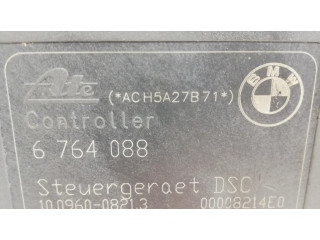 Ate (*ACH5A27B71*) BMW
Controller
6 764 088
Steuergeraet DSC
10.0960-0821.3 00008214E0